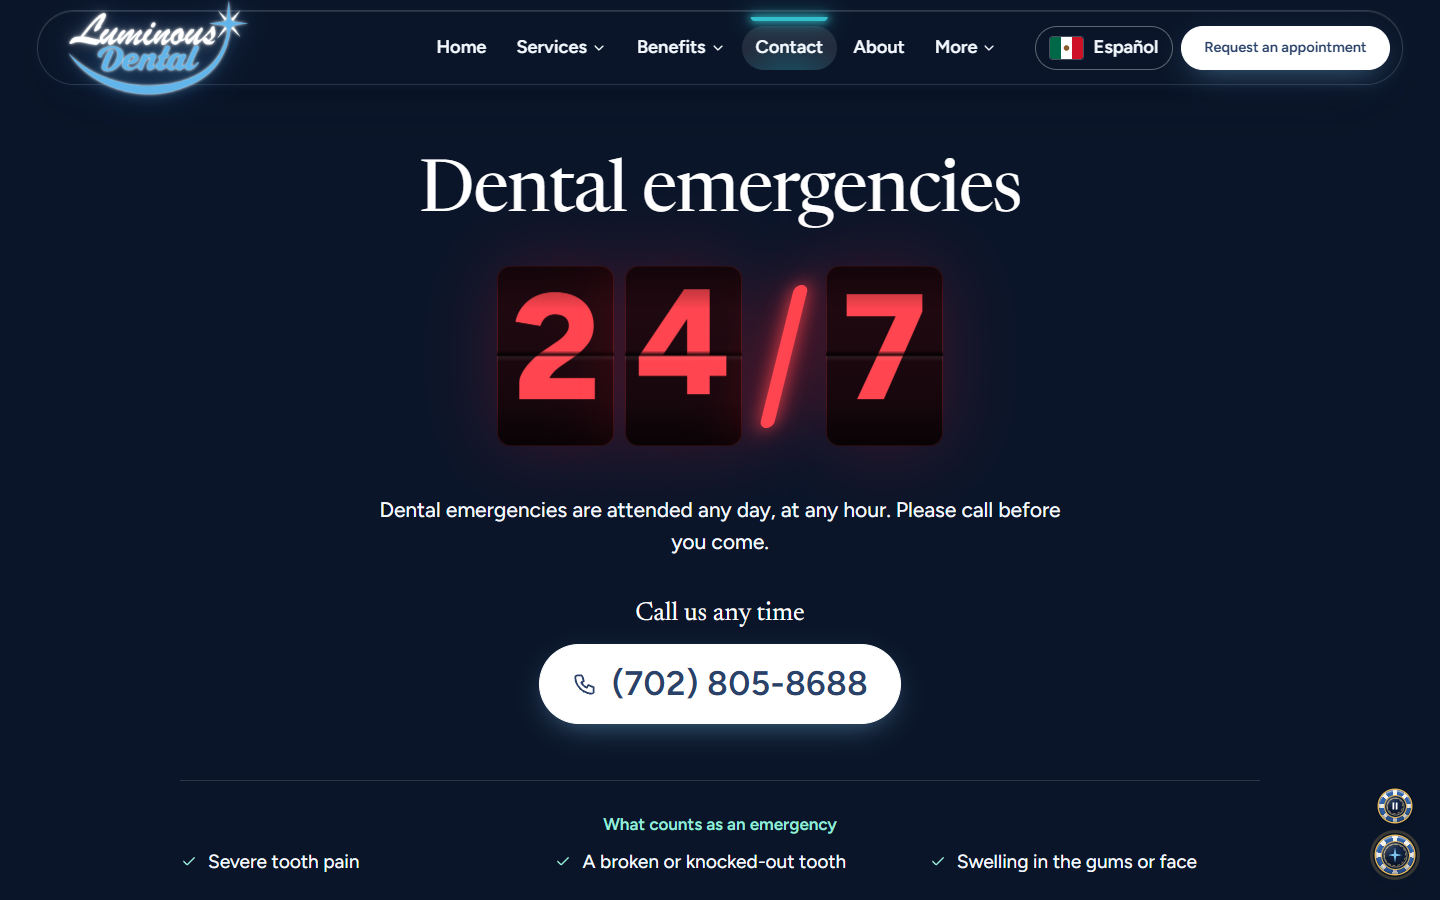 Luminous
Dental
Home Services Benefits Contact About More Español Request an appointment
Dental emergencies
24/7
Dental emergencies are attended any day, at any hour. Please call before
you come.
Call us any time
(702) 805-8688
What counts as an emergency
Severe tooth pain A broken or knocked-out tooth Swelling in the gums or face